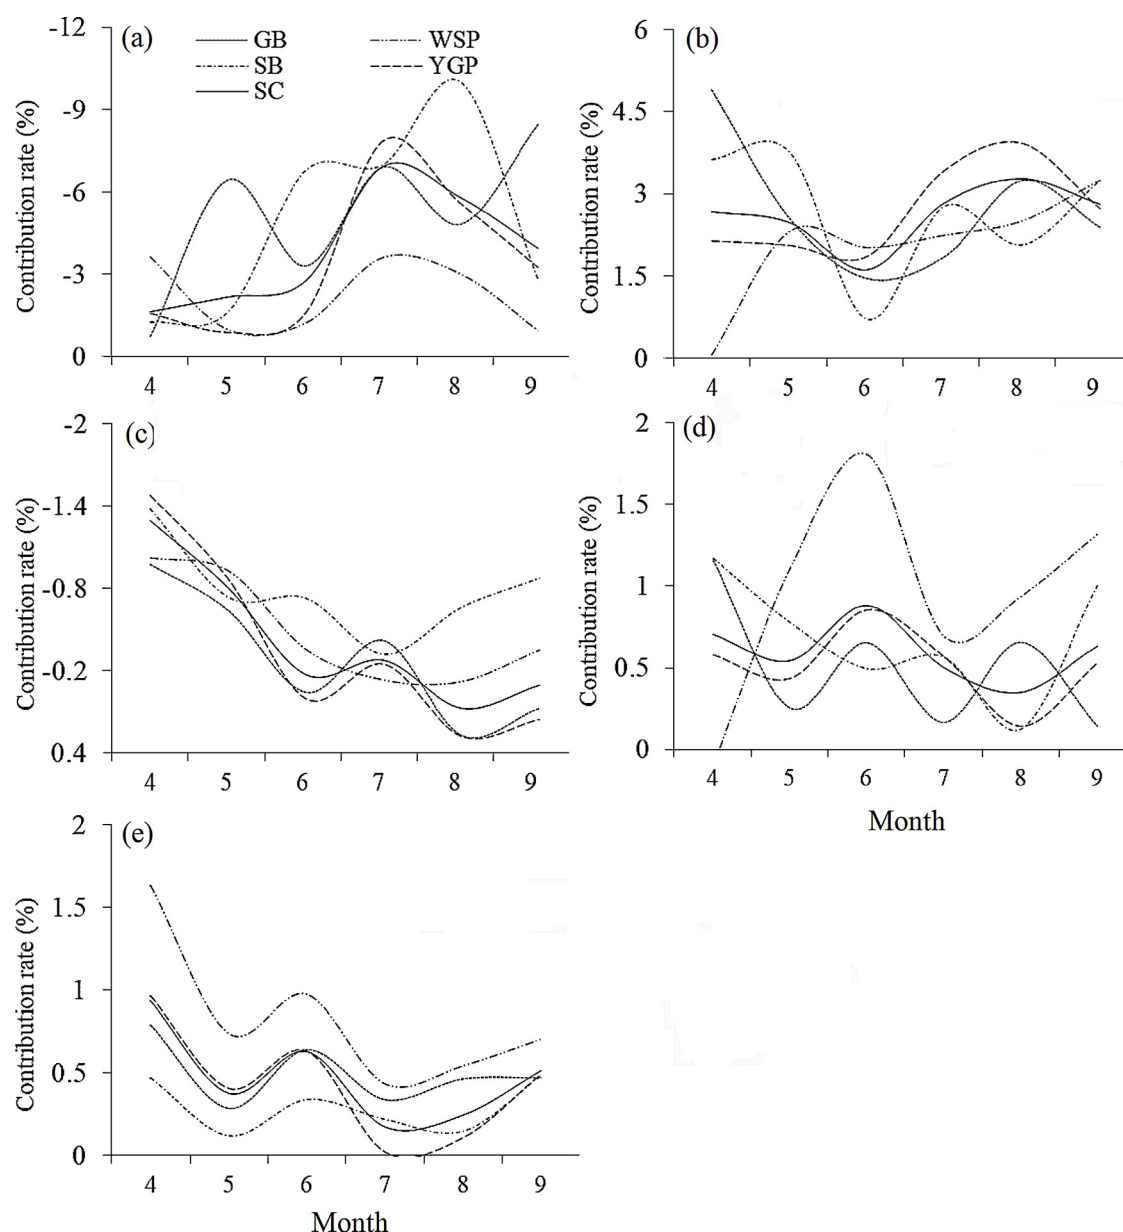 (a)
GB
SB
SC
WSP
YGP
Contribution rate (%)
-12
-9
-6
-3
0
4 5 6 7 8 9
(b)
Contribution rate (%)
6
4.5
3
1.5
0
4 5 6 7 8 9
(c)
Contribution rate (%)
-2
-1.4
-0.8
-0.2
0.4
4 5 6 7 8 9
(d)
Contribution rate (%)
2
1.5
1
0.5
0
4 5 6 7 8 9
Month
(e)
Contribution rate (%)
2
1.5
1
0.5
0
4 5 6 7 8 9
Month